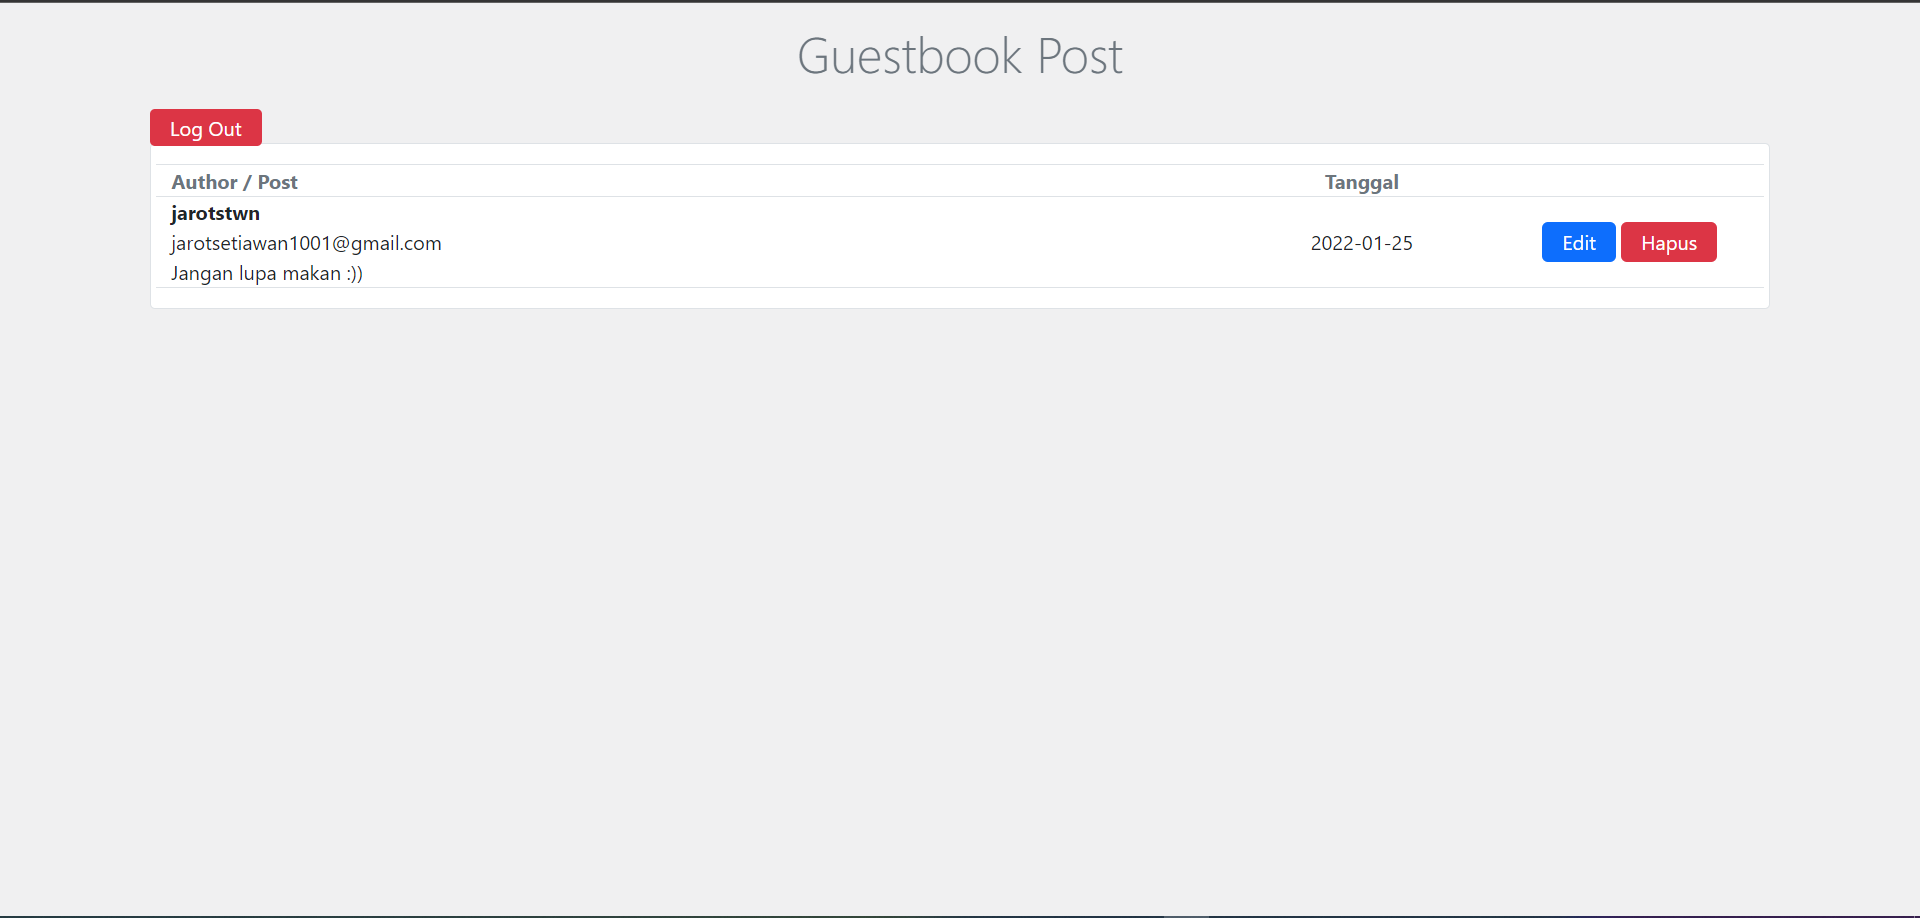 Guestbook Post
Log Out
Author / Post Tanggal
jarotstwn
jarotsetiawan1001@gmail.com 2022-01-25 Edit Hapus
Jangan lupa makan :))